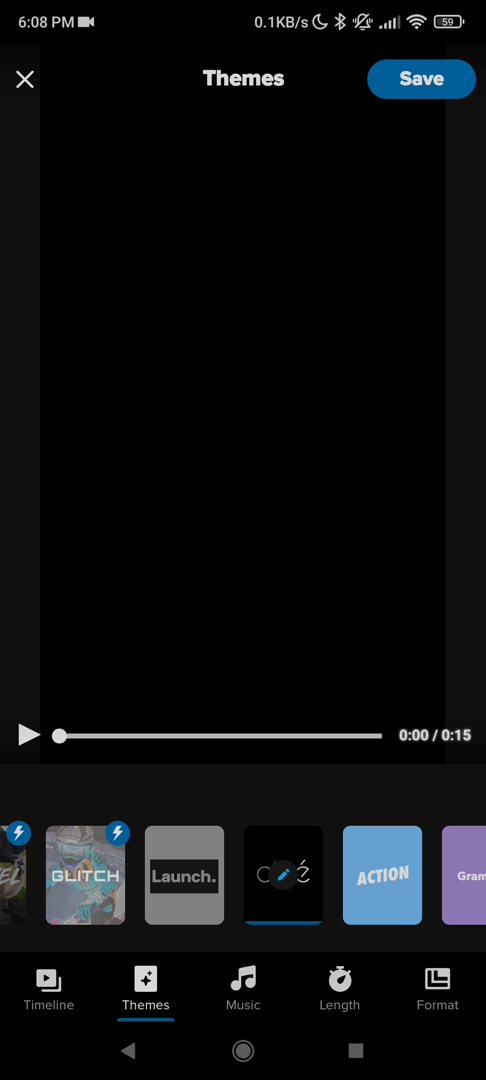 6:08 PM
0.1KB/s
59
Themes
Save
0:00 / 0:15
GLITCH
Launch.
ACTION
Gram
Timeline
Themes
Music
Length
Format